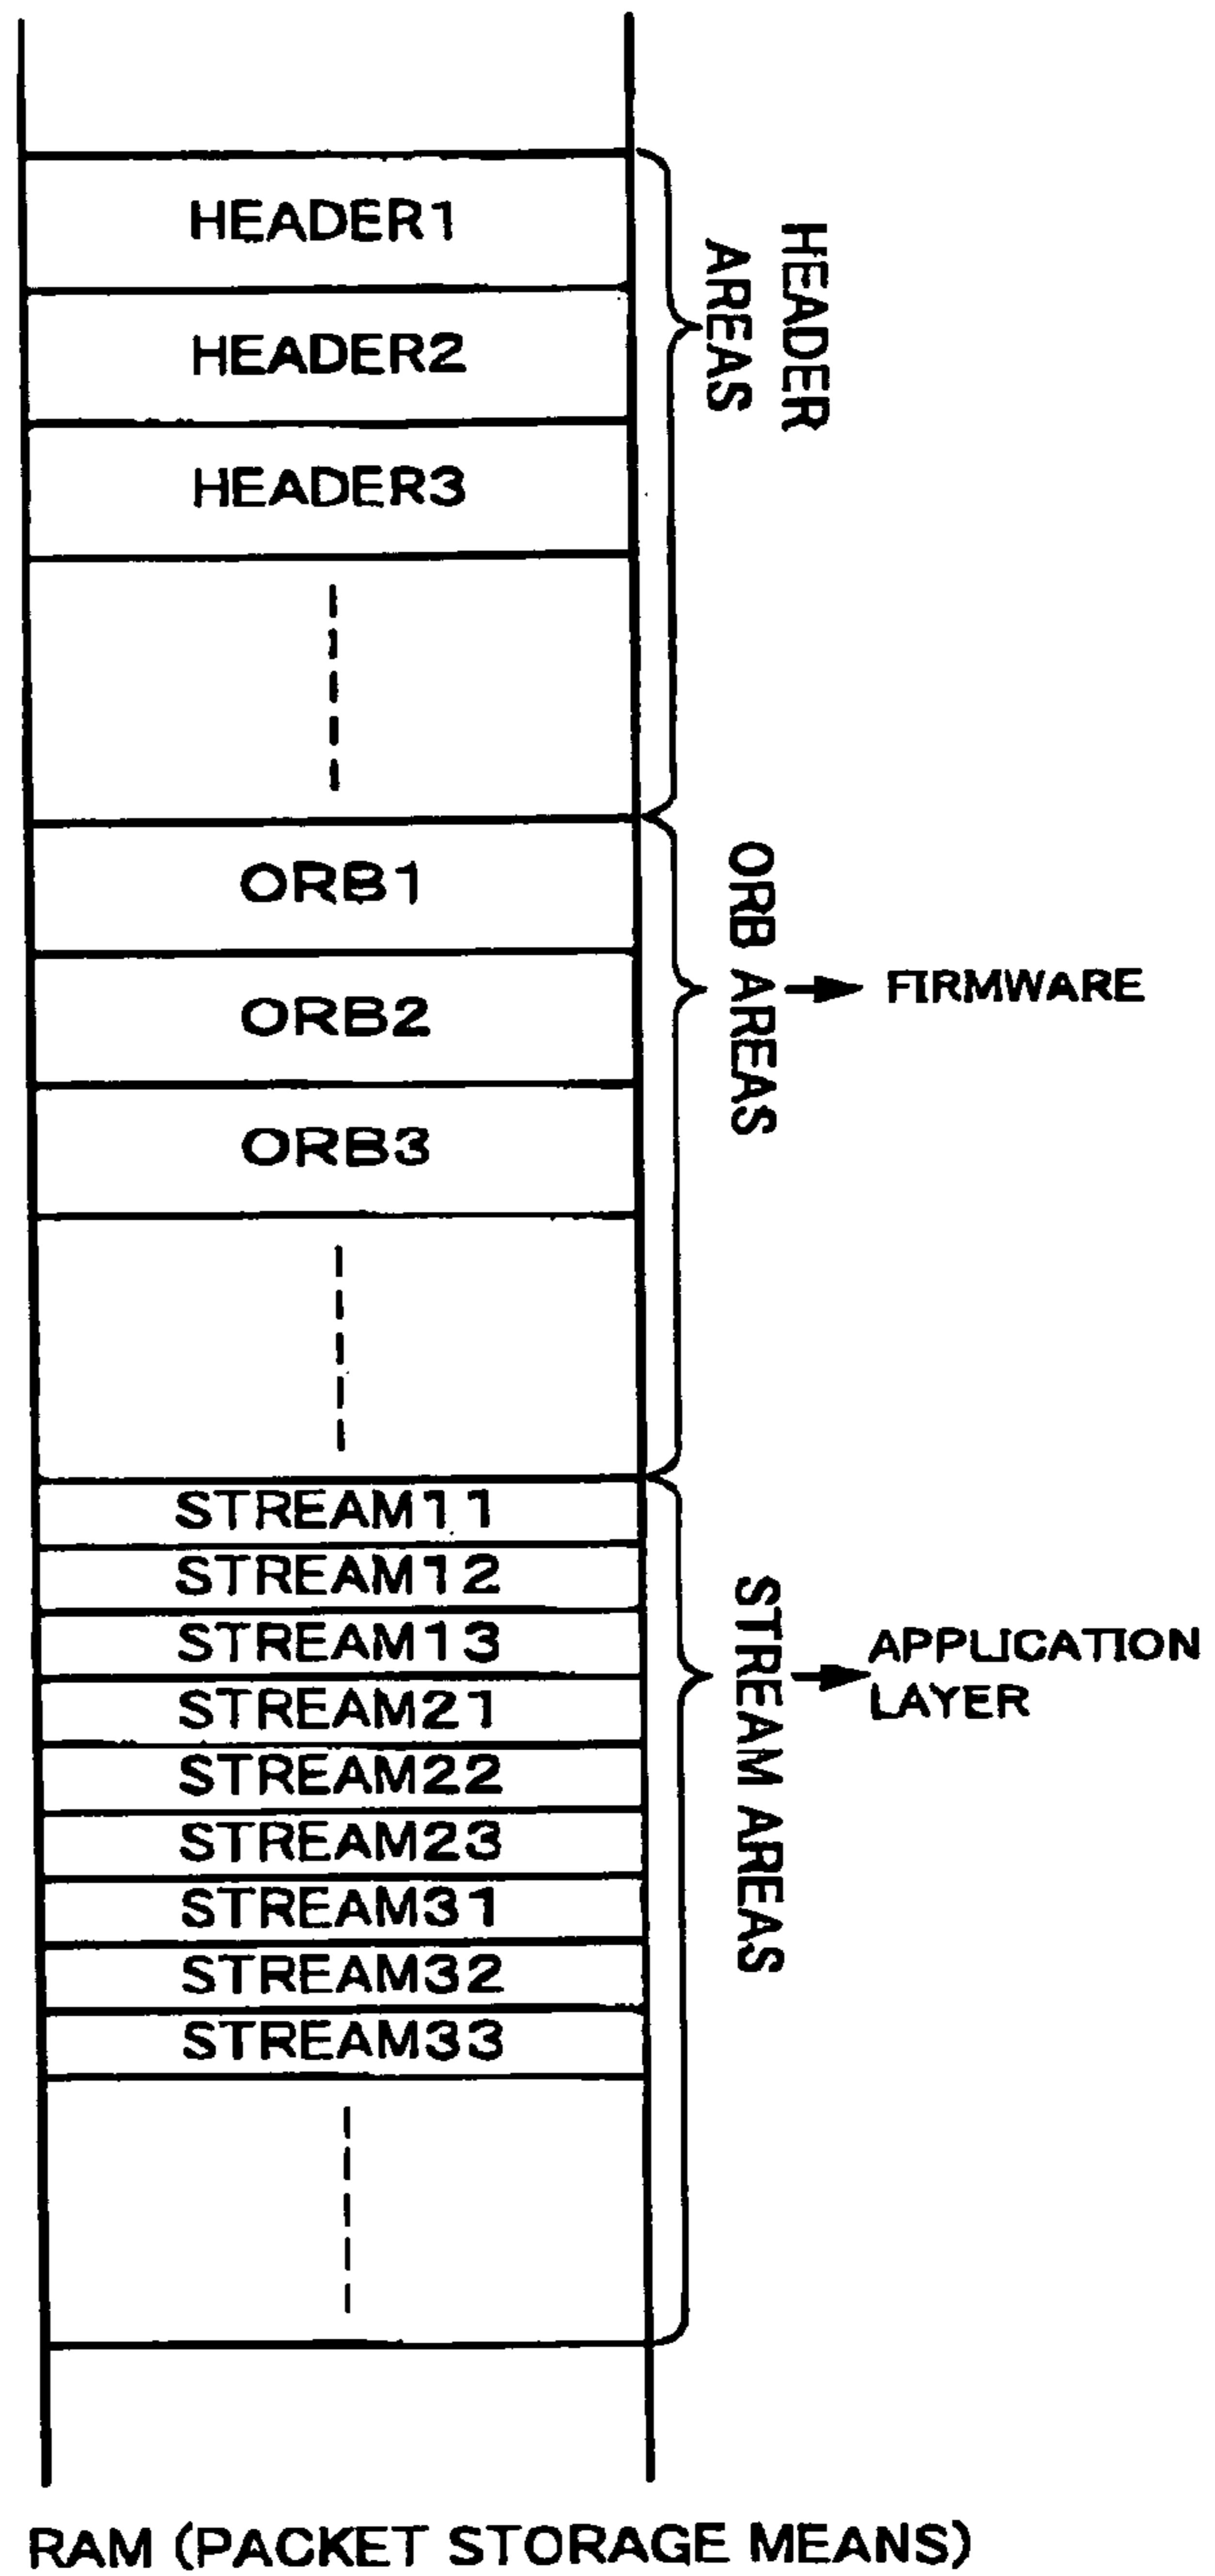 HEADER1
HEADER2
HEADER3
HEADER
AREAS
ORB1
ORB2
ORB3
ORB AREAS
FIRMWARE
STREAM11
STREAM12
STREAM13
STREAM21
STREAM22
STREAM23
STREAM31
STREAM32
STREAM33
STREAM AREAS
APPLICATION
LAYER
RAM (PACKET STORAGE MEANS)